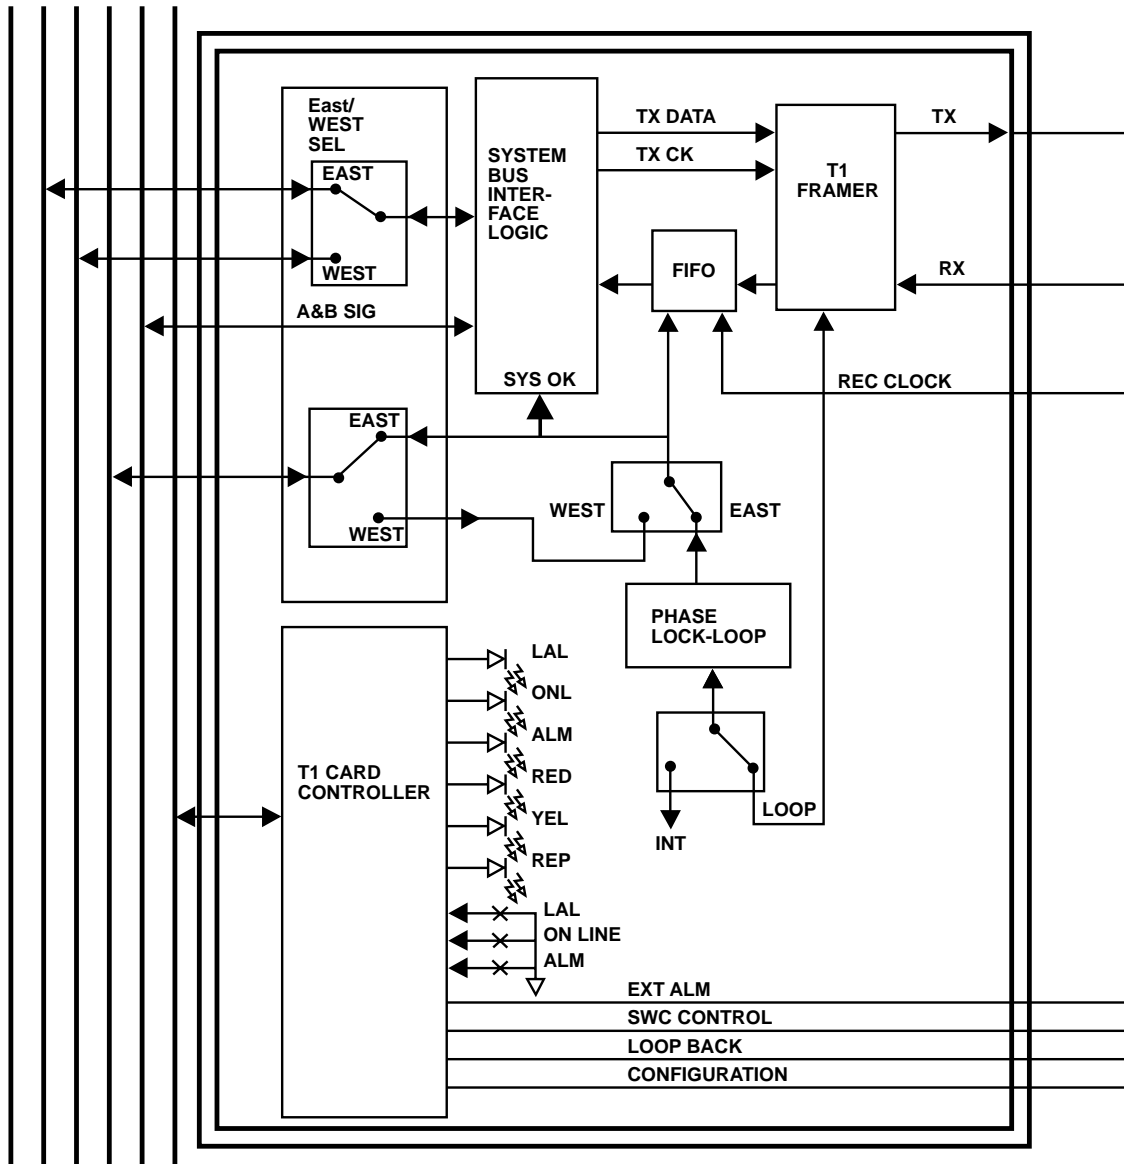 East/
WEST
SEL
EAST
WEST
A&B SIG
SYSTEM
BUS
INTER-
FACE
LOGIC
SYS OK
TX DATA
TX CK
T1
FRAMER
TX
FIFO
RX
REC CLOCK
EAST
WEST
WEST
EAST
PHASE
LOCK-LOOP
LOOP
INT
T1 CARD
CONTROLLER
LAL
ONL
ALM
RED
YEL
REP
LAL
ON LINE
ALM
EXT ALM
SWC CONTROL
LOOP BACK
CONFIGURATION